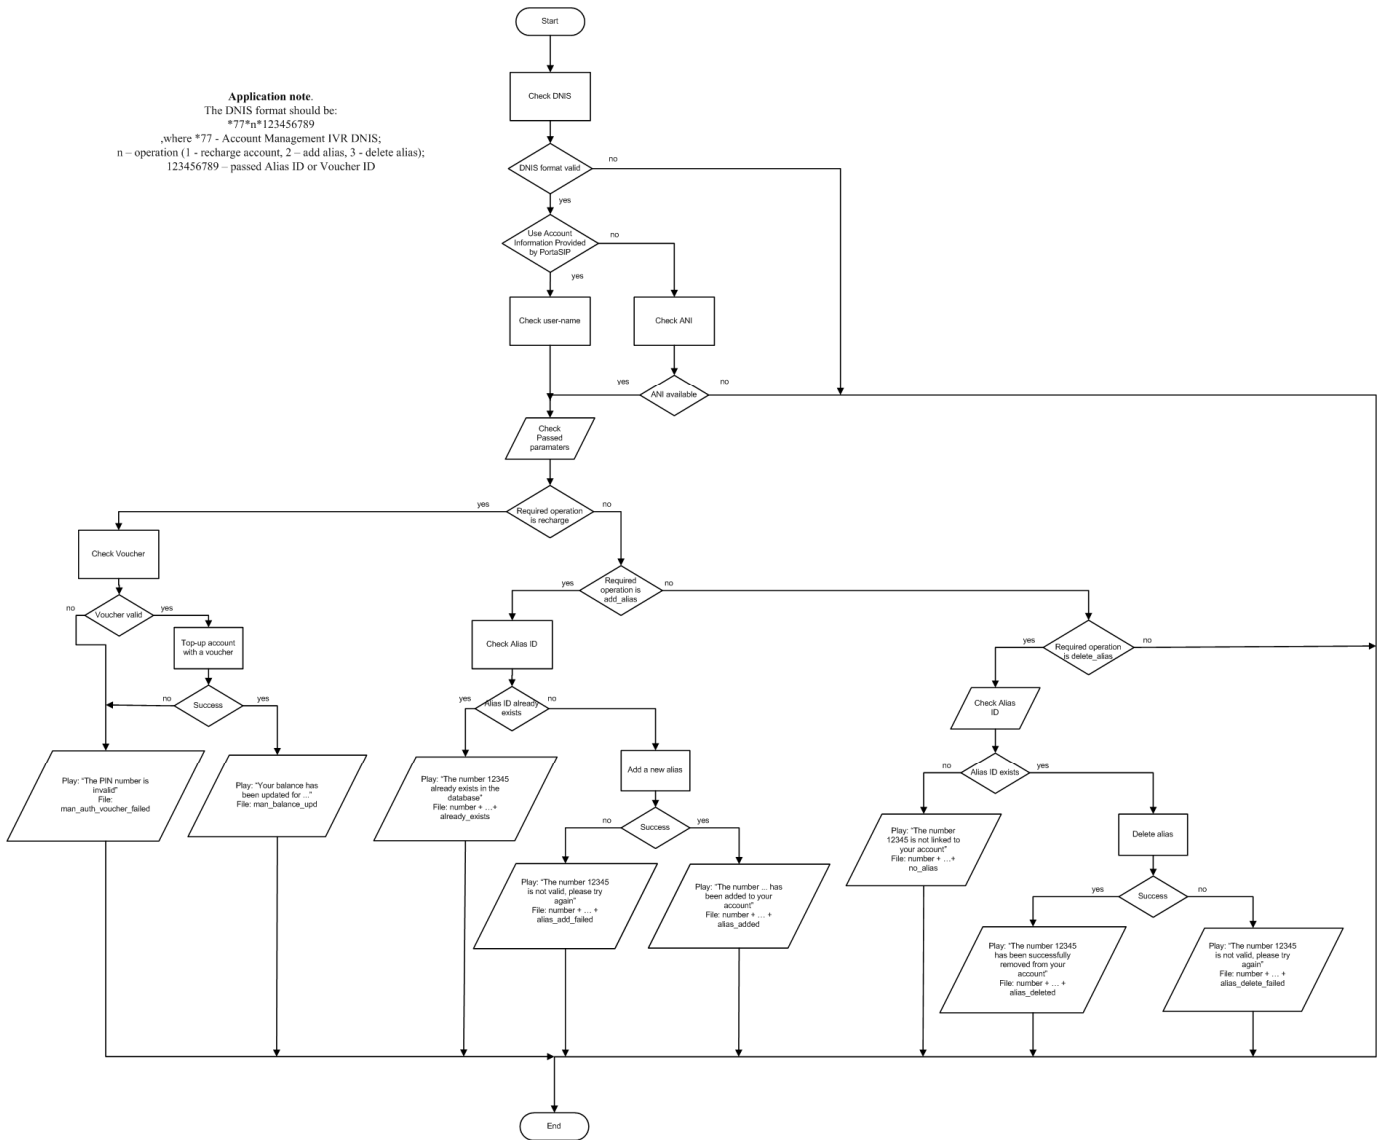 Start
Check DNIS
Application note.
The DNIS format should be:
*77*n*123456789
,where *77 - Account Management IVR DNIS;
n – operation (1 - recharge account, 2 – add alias, 3 - delete alias);
123456789 – passed Alias ID or Voucher ID
DNIS format valid
no
yes
Use Account
Information Provided
by PortaSIP
no
yes
Check user-name
Check ANI
yes
ANI available
no
Check
Passed
paramaters
yes
Required operation
is recharge
no
Check Voucher
yes
Required
operation is
add_alias
no
no
Voucher valid
yes
Top-up account
with a voucher
Check Alias ID
yes
Required operation
is delete_alias
no
no
Success
yes
yes
Alias ID already
exists
no
Check Alias
ID
Play: "The PIN number is
invalid"
File:
man_auth_voucher_failed
Play: "Your balance has
been updated for ..."
File: man_balance_upd
Play: "The number 12345
already exists in the
database"
File: number + …+
already_exists
Add a new alias
no
Alias ID exists
yes
no
Success
yes
Play: "The number
12345 is not linked to
your account"
File: number + …+
no_alias
Delete alias
Play: "The number 12345
is not valid, please try
again"
File: number + … +
alias_add_failed
Play: "The number ... has
been added to your
account"
File: number + … +
alias_added
yes
Success
no
Play: "The number 12345
has been successfully
removed from your
account"
File: number + … +
alias_deleted
Play: "The number 12345
is not valid, please try
again"
File: number + … +
alias_delete_failed
End